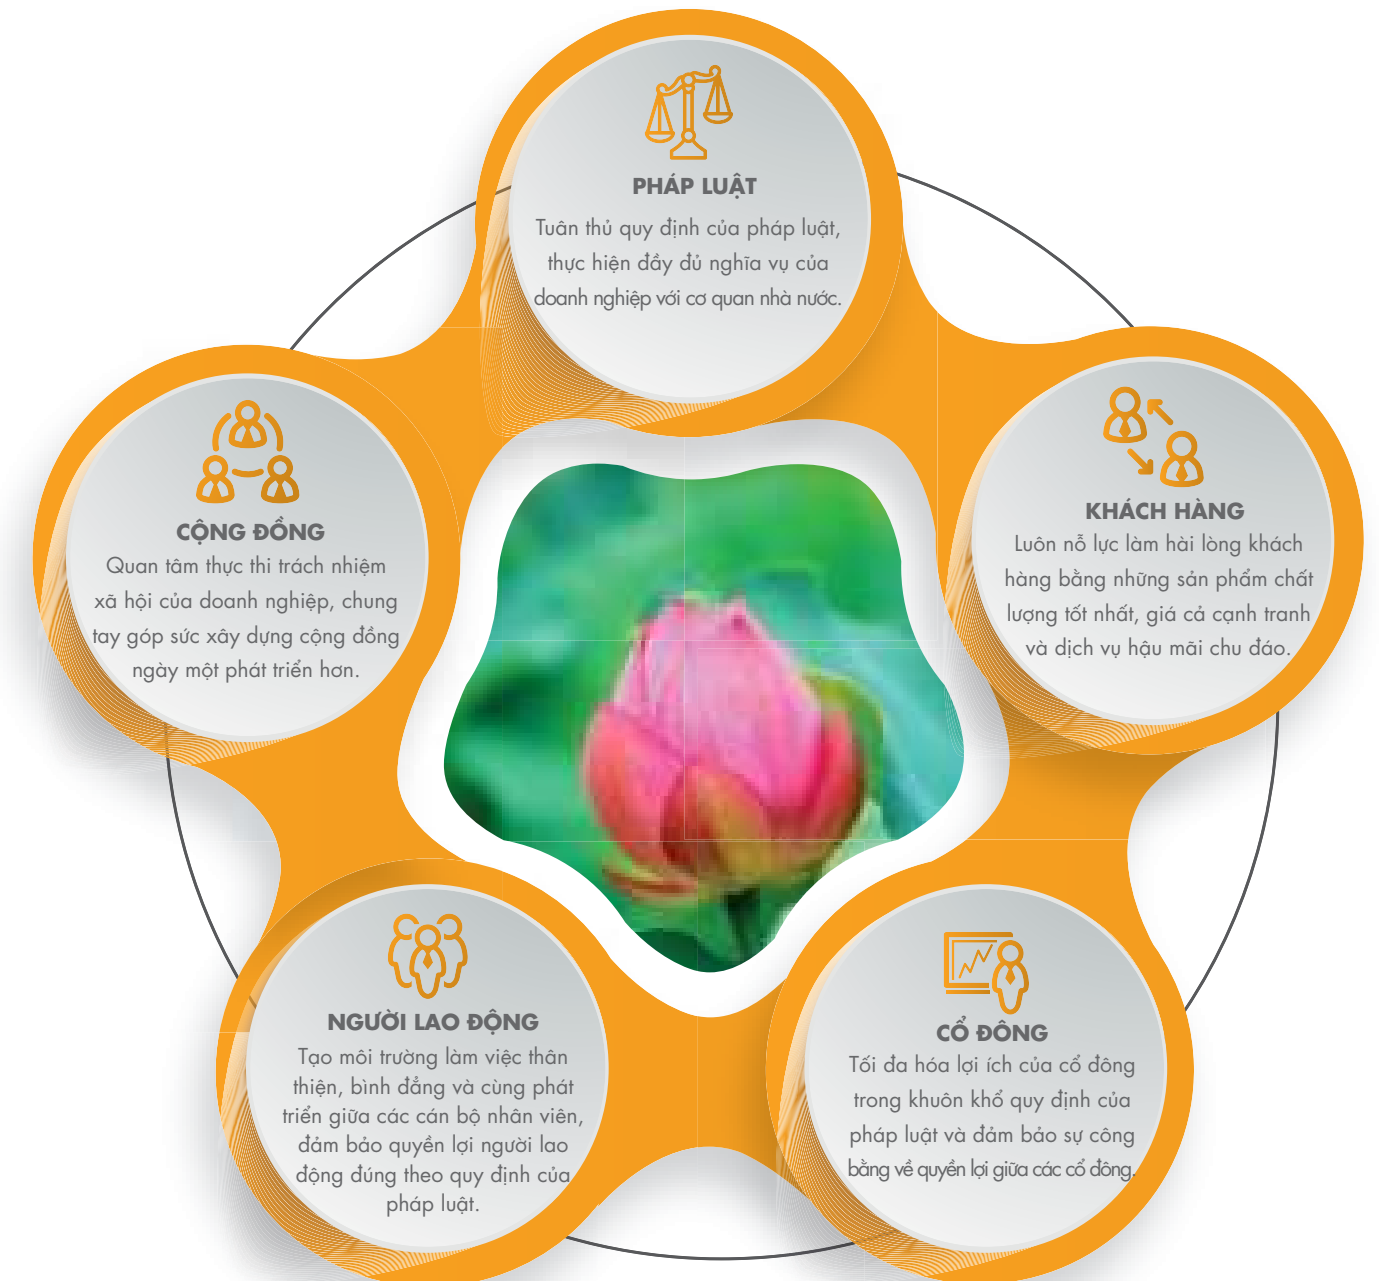 PHÁP LUẬT
Tuân thủ quy định của pháp luật,
thực hiện đầy đủ nghĩa vụ của
doanh nghiệp với cơ quan nhà nước.
KHÁCH HÀNG
Luôn nỗ lực làm hài lòng khách
hàng bằng những sản phẩm chất
lượng tốt nhất, giá cả cạnh tranh
và dịch vụ hậu mãi chu đáo.
CỘNG ĐỒNG
Quan tâm thực thi trách nhiệm
xã hội của doanh nghiệp, chung
tay góp sức xây dựng cộng đồng
ngày một phát triển hơn.
NGƯỜI LAO ĐỘNG
Tạo môi trường làm việc thân
thiện, bình đẳng và cùng phát
triển giữa các cán bộ nhân viên,
đảm bảo quyền lợi người lao
động đúng theo quy định của
pháp luật.
CỔ ĐÔNG
Tối đa hóa lợi ích của cổ đông
trong khuôn khổ quy định của
pháp luật và đảm bảo sự công
bằng về quyền lợi giữa các cổ đông.